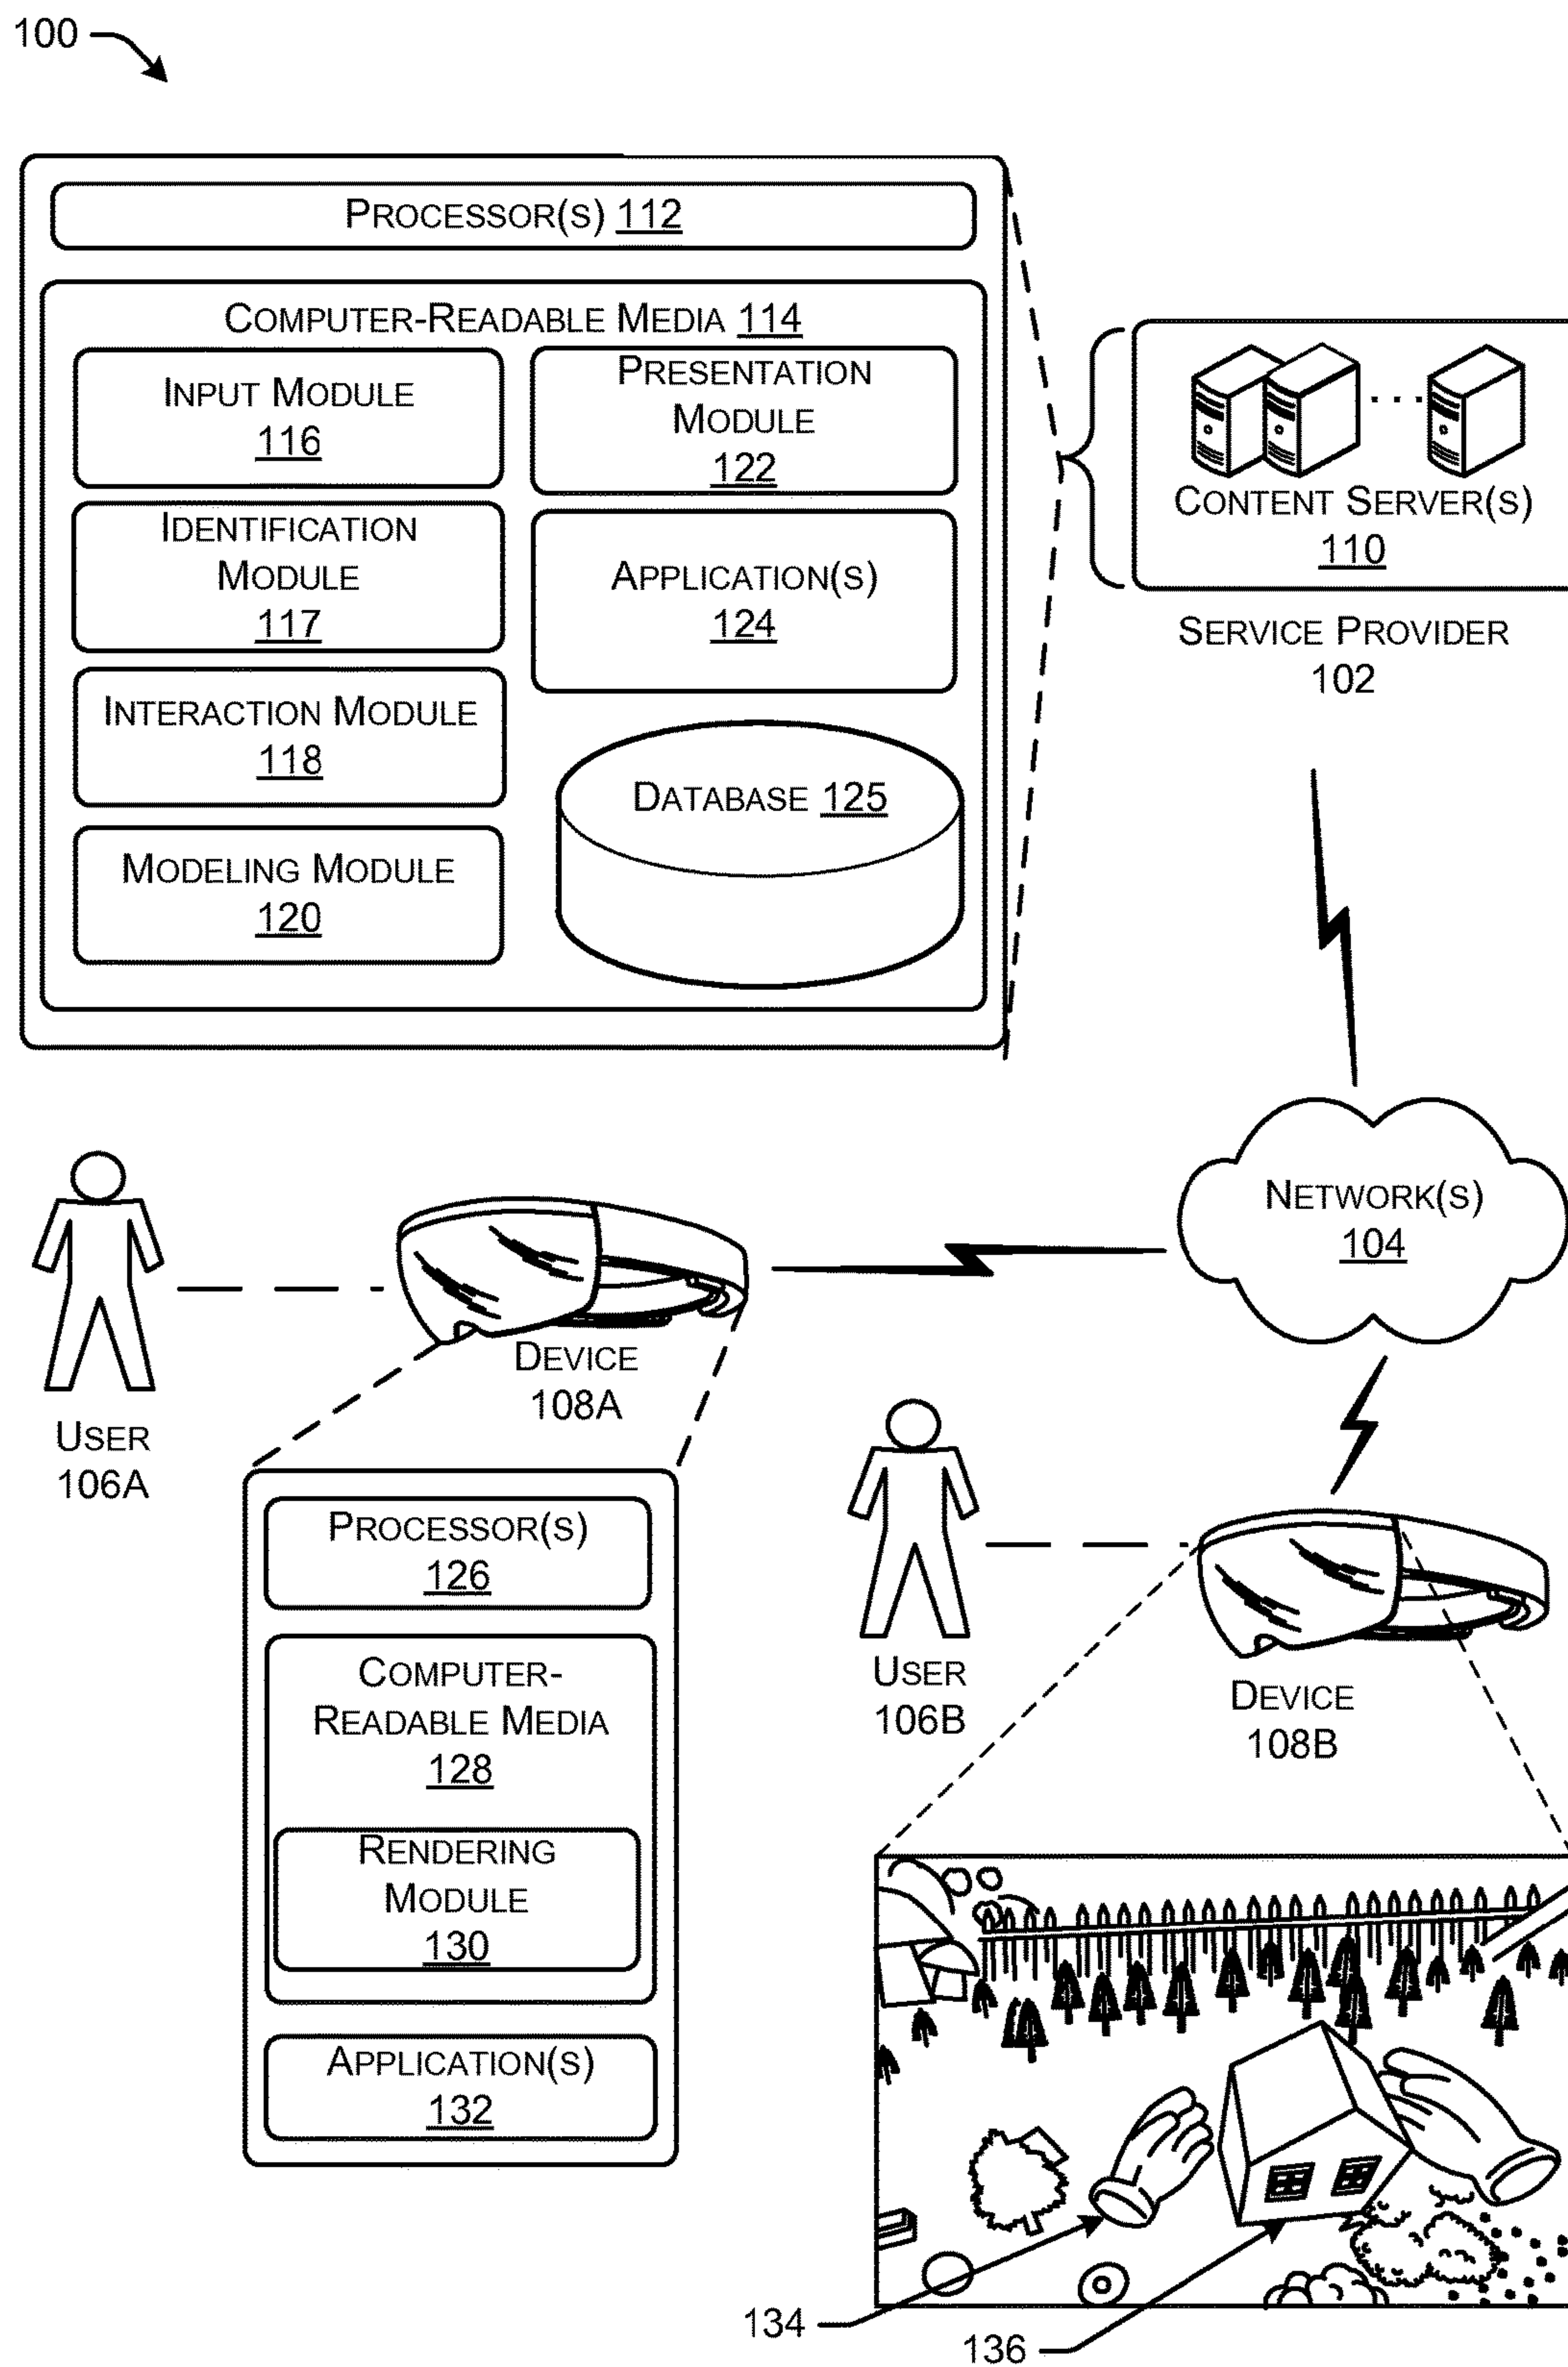 100
PROCESSOR(S) 112
COMPUTER-READABLE MEDIA 114
INPUT MODULE
116
IDENTIFICATION
MODULE
117
INTERACTION MODULE
118
MODELING MODULE
120
PRESENTATION
MODULE
122
APPLICATION(S)
124
DATABASE 125
CONTENT SERVER(S)
110
SERVICE PROVIDER
102
NETWORK(S)
104
USER
106A
DEVICE
108A
PROCESSOR(S)
126
COMPUTER-
READABLE MEDIA
128
RENDERING
MODULE
130
APPLICATION(S)
132
USER
106B
DEVICE
108B
134
136